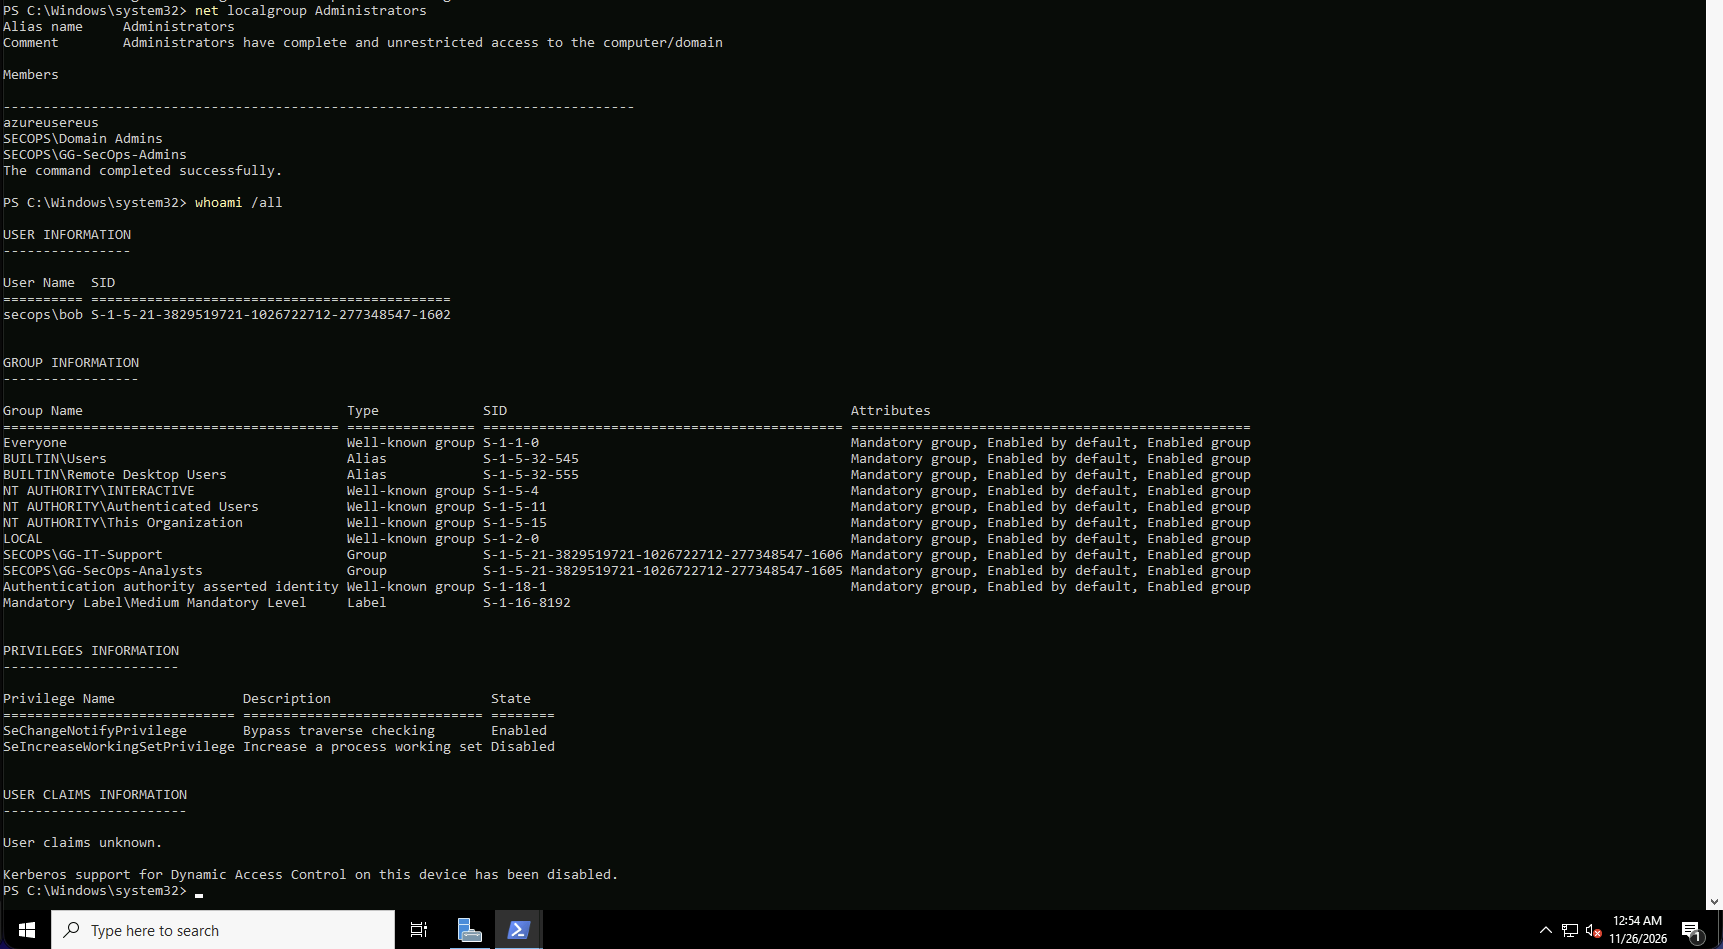 PS C:\Windows\system32> net localgroup Administrators
Alias name     Administrators
Comment        Administrators have complete and unrestricted access to the computer/domain
Members
-------------------------------------------------------------------------------
azureusereus
SECOPS\Domain Admins
SECOPS\GG-SecOps-Admins
The command completed successfully.
PS C:\Windows\system32> whoami /all
USER INFORMATION
----------------
User Name  SID
========== =============================================
secops\bob S-1-5-21-3829519721-1026722712-277348547-1602
GROUP INFORMATION
-----------------
Group Name                                 Type             SID                                           Attributes
========================================== ================ ============================================= ==================================================
Everyone                                   Well-known group S-1-1-0                                       Mandatory group, Enabled by default, Enabled group
BUILTIN\Users                              Alias            S-1-5-32-545                                  Mandatory group, Enabled by default, Enabled group
BUILTIN\Remote Desktop Users               Alias            S-1-5-32-555                                  Mandatory group, Enabled by default, Enabled group
NT AUTHORITY\INTERACTIVE                   Well-known group S-1-5-4                                       Mandatory group, Enabled by default, Enabled group
NT AUTHORITY\Authenticated Users           Well-known group S-1-5-11                                      Mandatory group, Enabled by default, Enabled group
NT AUTHORITY\This Organization             Well-known group S-1-5-15                                      Mandatory group, Enabled by default, Enabled group
LOCAL                                      Well-known group S-1-2-0                                       Mandatory group, Enabled by default, Enabled group
SECOPS\GG-IT-Support                       Group            S-1-5-21-3829519721-1026722712-277348547-1606 Mandatory group, Enabled by default, Enabled group
SECOPS\GG-SecOps-Analysts                  Group            S-1-5-21-3829519721-1026722712-277348547-1605 Mandatory group, Enabled by default, Enabled group
Authentication authority asserted identity Well-known group S-1-18-1                                      Mandatory group, Enabled by default, Enabled group
Mandatory Label\Medium Mandatory Level     Label            S-1-16-8192
PRIVILEGES INFORMATION
----------------------
Privilege Name                Description                    State
============================= ============================== ========
SeChangeNotifyPrivilege       Bypass traverse checking       Enabled
SeIncreaseWorkingSetPrivilege Increase a process working set Disabled
USER CLAIMS INFORMATION
-----------------------
User claims unknown.
Kerberos support for Dynamic Access Control on this device has been disabled.
PS C:\Windows\system32>
Type here to search
12:54 AM
11/26/2026
1